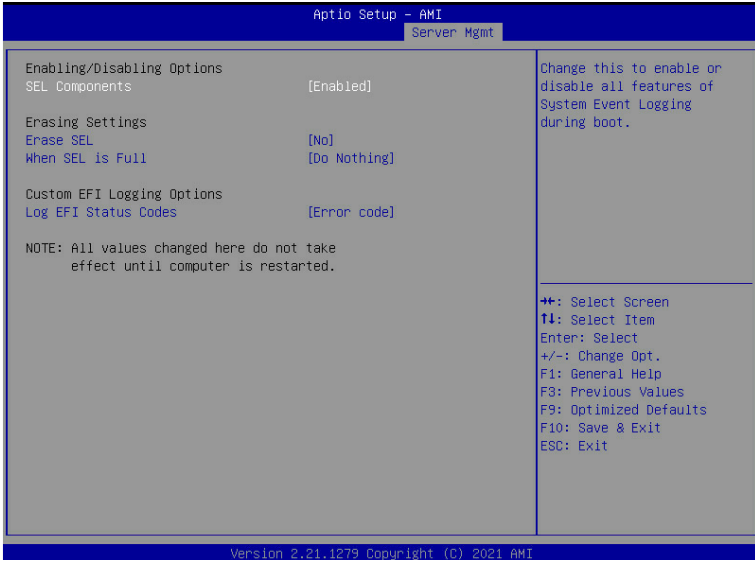 Aptio Setup – AMI
Server Mgmt
Enabling/Disabling Options
SEL Components [Enabled]
Erasing Settings
Erase SEL [No]
When SEL is Full [Do Nothing]
Custom EFI Logging Options
Log EFI Status Codes [Error code]
NOTE: All values changed here do not take
effect until computer is restarted.
Change this to enable or
disable all features of
System Event Logging
during boot.
→←: Select Screen
↑↓: Select Item
Enter: Select
+/-: Change Opt.
F1: General Help
F3: Previous Values
F9: Optimized Defaults
F10: Save & Exit
ESC: Exit
Version 2.21.1279 Copyright (C) 2021 AMI